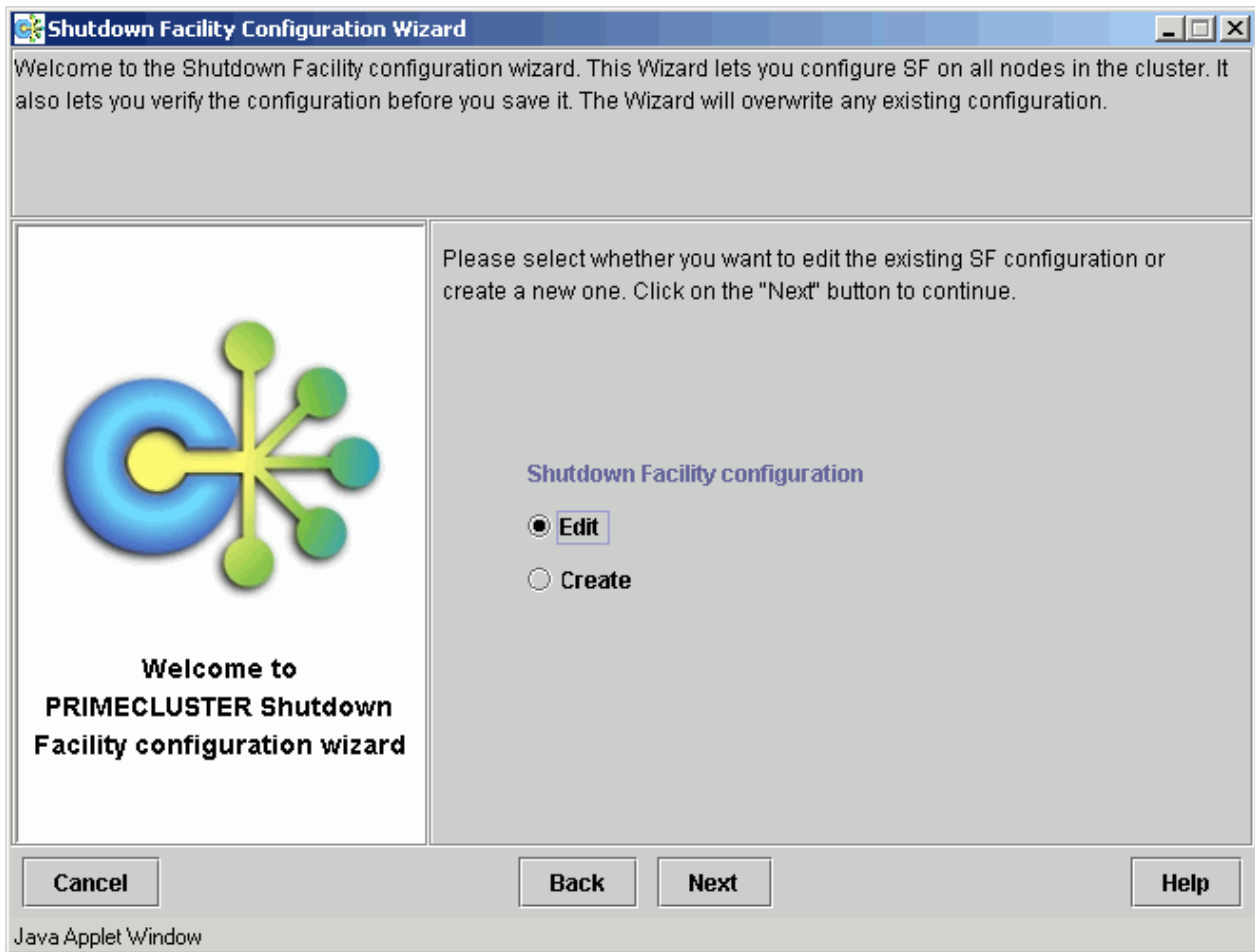 Shutdown Facility Configuration Wizard
Welcome to the Shutdown Facility configuration wizard. This Wizard lets you configure SF on all nodes in the cluster. It
also lets you verify the configuration before you save it. The Wizard will overwrite any existing configuration.
Please select whether you want to edit the existing SF configuration or
create a new one. Click on the "Next" button to continue.
Shutdown Facility configuration
Edit
Create
Welcome to
PRIMECLUSTER Shutdown
Facility configuration wizard
Cancel
Back
Next
Help
Java Applet Window